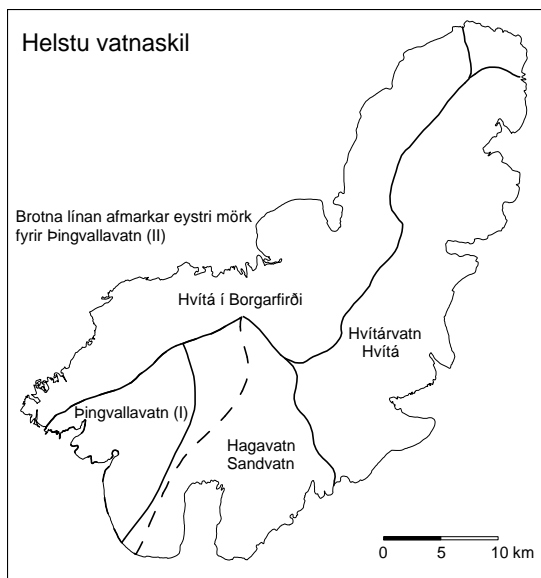 Helstu vatnaskil
Brotna línan afmarkar eystri mörk
fyrir Þingvallavatn (II)
Hvítá í Borgarfirði
Hvítárvatn
Hvítá
Þingvallavatn (I)
Hagavatn
Sandvatn
0 5 10 km